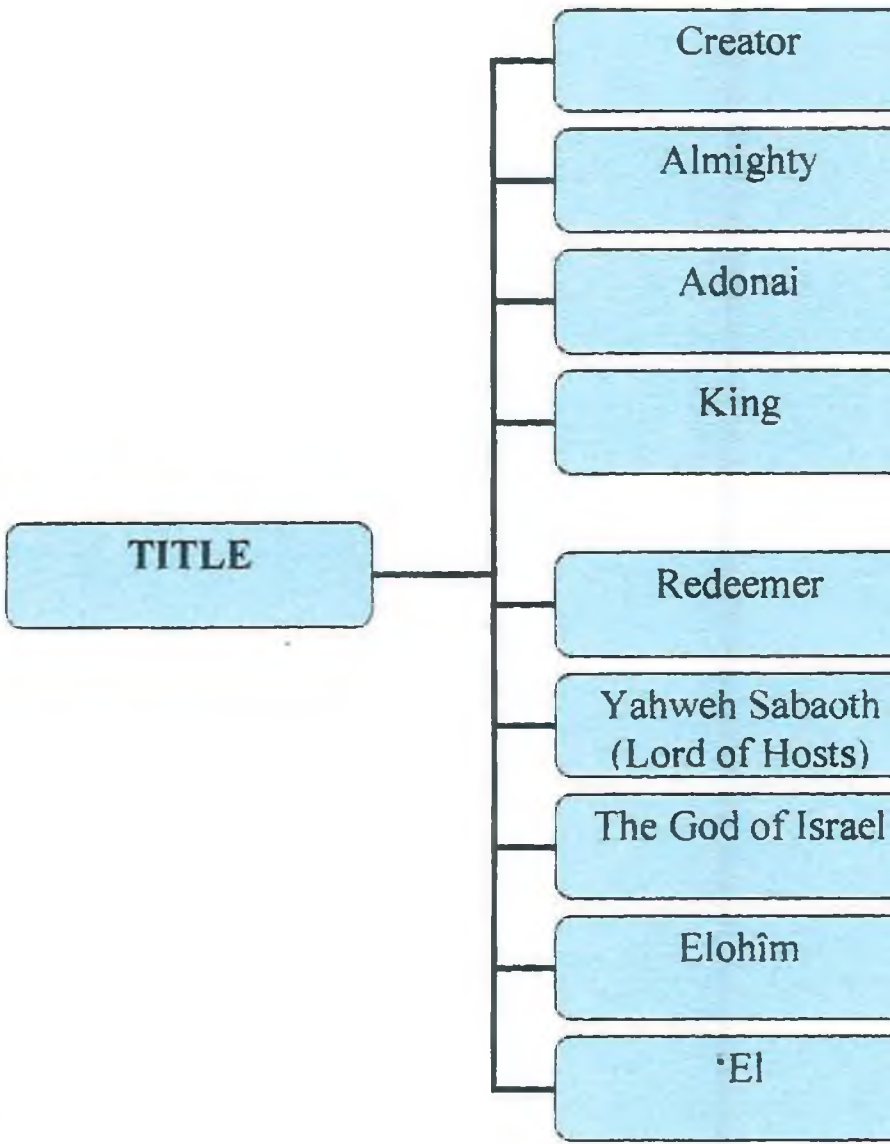 Creator
Almighty
Adonai
King
TITLE
Redeemer
Yahweh Sabaoth
(Lord of Hosts)
The God of Israel
Elohîm
'El